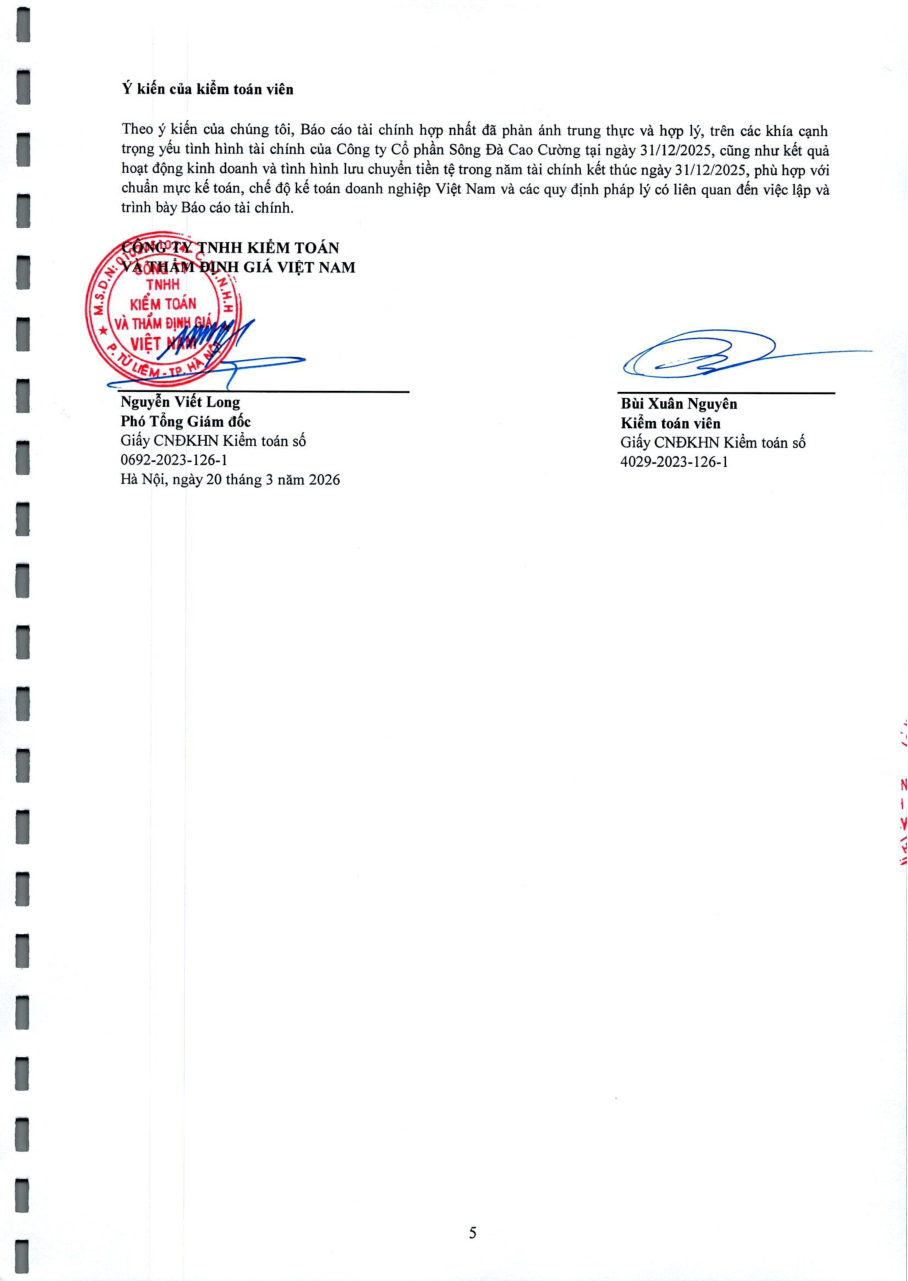 Ý kiến của kiểm toán viên
Theo ý kiến của chúng tôi, Báo cáo tài chính hợp nhất đã phản ánh trung thực và hợp lý, trên các khía cạnh
trọng yếu tình hình tài chính của Công ty Cổ phần Sông Đà Cao Cường tại ngày 31/12/2025, cũng như kết quả
hoạt động kinh doanh và tình hình lưu chuyển tiền tệ trong năm tài chính kết thúc ngày 31/12/2025, phù hợp với
chuẩn mực kế toán, chế độ kế toán doanh nghiệp Việt Nam và các quy định pháp lý có liên quan đến việc lập và
trình bày Báo cáo tài chính.
CÔNG TY TNHH KIỂM TOÁN
VÀ THẨM ĐỊNH GIÁ VIỆT NAM
M.S.D.N:
TNHH
KIỂM TOÁN
VÀ THẨM ĐỊNH GIÁ
VIỆT NAM
P. TỪ LIÊM - TP. HÀ NỘI
Nguyễn Viết Long
Phó Tổng Giám đốc
Giấy CNĐKHN Kiểm toán số
0692-2023-126-1
Hà Nội, ngày 20 tháng 3 năm 2026
Bùi Xuân Nguyên
Kiểm toán viên
Giấy CNĐKHN Kiểm toán số
4029-2023-126-1
5